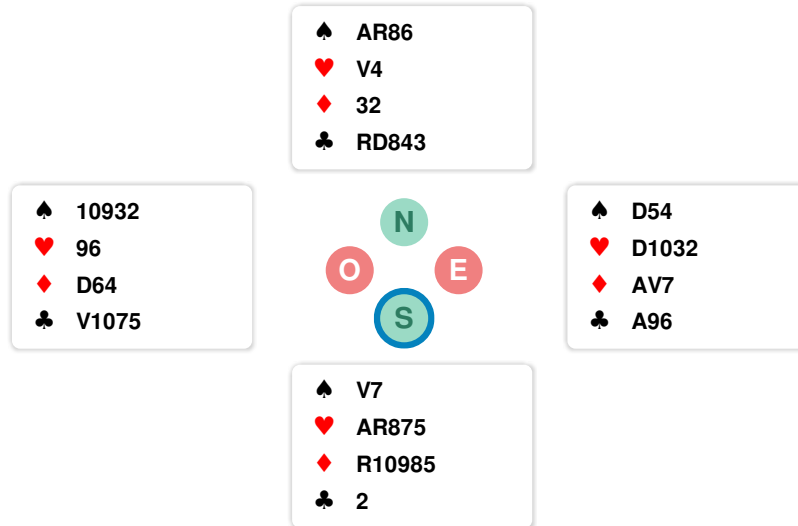 ♠ AR86
♥ V4
♦ 32
♣ RD843
♠ 10932
♥ 96
♦ D64
♣ V1075
N
O E
S
♠ D54
♥ D1032
♦ AV7
♣ A96
♠ V7
♥ AR875
♦ R10985
♣ 2